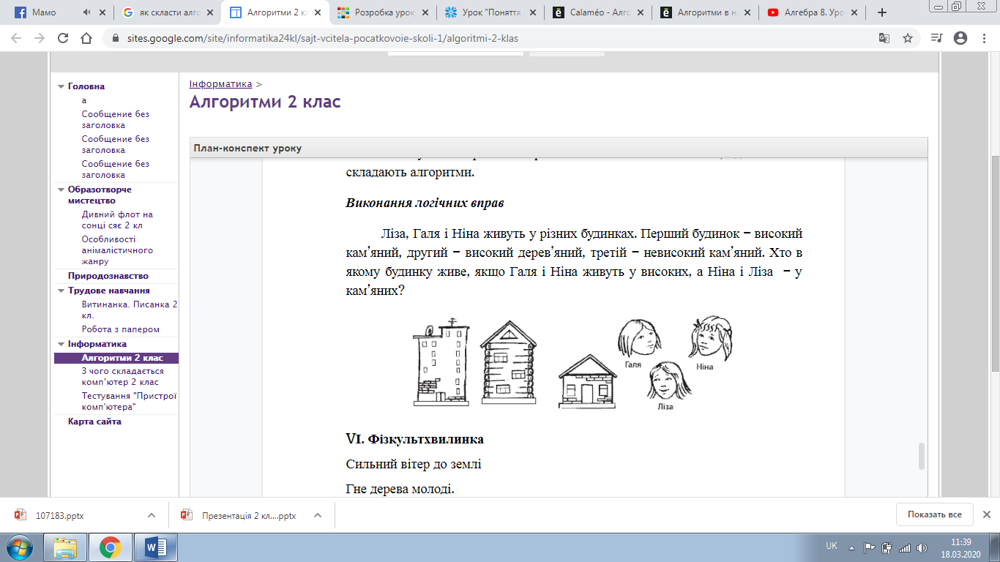 Мамо
як скласти алго
Алгоритми 2 кл
Розробка уроку
Урок "Поняття
Calaméo - Алго
Алгоритми в на
Алгебра 8. Уро
sites.google.com/site/informatika24kl/sajt-vcitela-pocatkovoie-skoli-1/algoritmi-2-klas
Головна
а
Сообщение без
заголовка
Сообщение без
заголовка
Сообщение без
заголовка
Образотворче
мистецтво
Дивний флот на
сонці сяє 2 кл
Особливості
анімалістичного
жанру
Природознавство
Трудове навчання
Витинанка. Писанка 2
кл.
Робота з папером
Інформатика
Алгоритми 2 клас
З чого складається
комп'ютер 2 клас
Тестування "Пристрої
комп'ютера"
Карта сайта
Інформатика >
Алгоритми 2 клас
План-конспект уроку
складають алгоритми.
Виконання логічних вправ
Ліза, Галя і Ніна живуть у різних будинках. Перший будинок − високий
кам’яний, другий − високий дерев’яний, третій − невисокий кам’яний. Хто в
якому будинку живе, якщо Галя і Ніна живуть у високих, а Ніна і Ліза − у
кам’яних?
Галя
Ніна
Ліза
VІ. Фізкультхвилинка
Сильний вітер до землі
Гне дерева молоді.
107183.pptx
Презентація 2 кл....pptx
Показать все
UK
11:39
18.03.2020